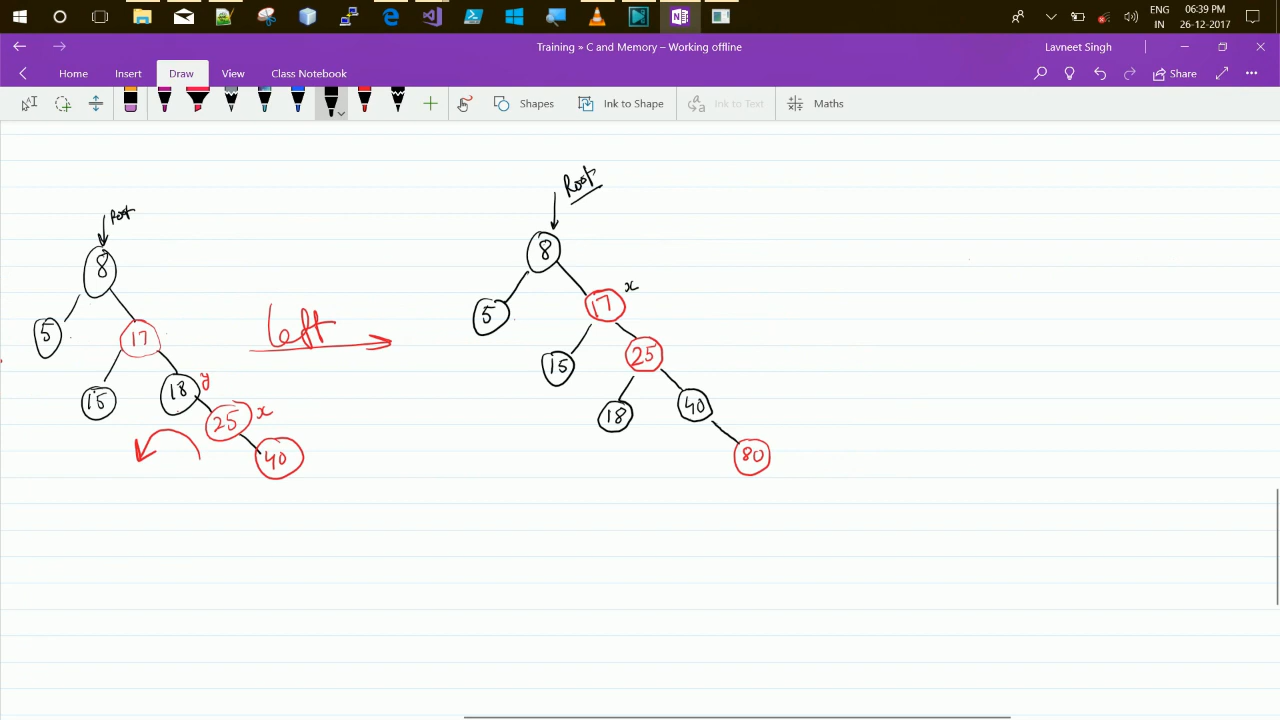 ENG
IN
06:39 PM
26-12-2017
Training » C and Memory – Working offline
Lavneet Singh
Home Insert Draw View Class Notebook
Share
Shapes
Ink to Shape
Ink to Text
Maths
Root
8
5
17
15
18 y
25 x
40
left
Root
8
5
17 x
15
25
18
40
80